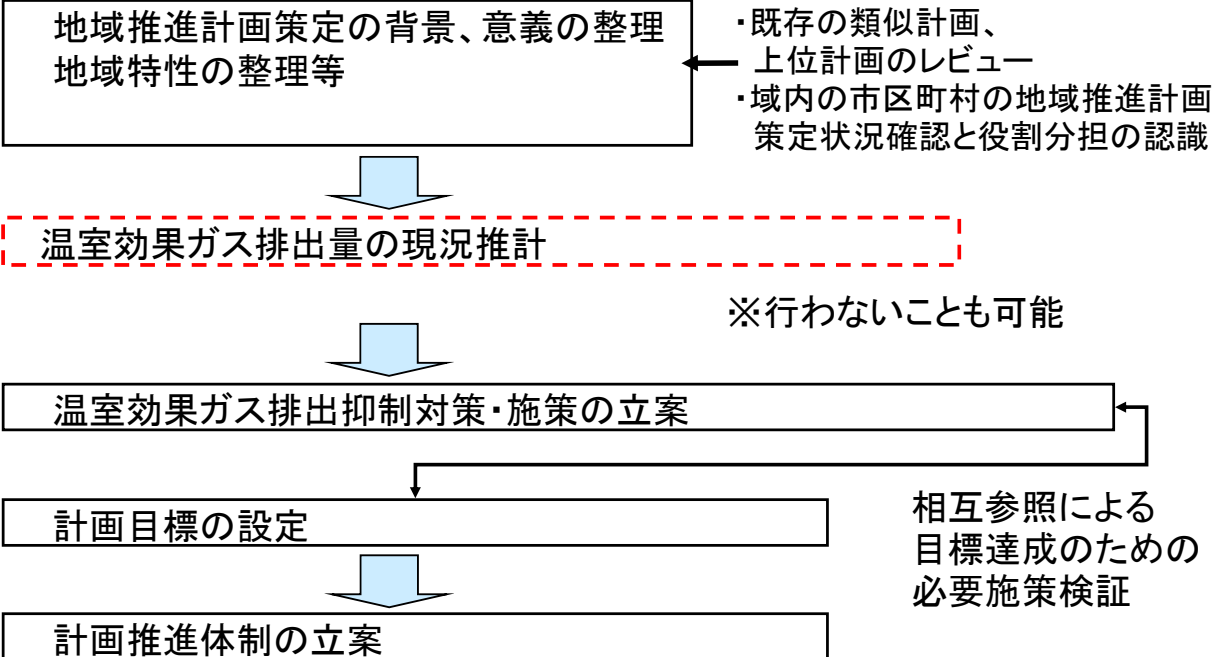 地域推進計画策定の背景、意義の整理
地域特性の整理等
・既存の類似計画、
上位計画のレビュー
・域内の市区町村の地域推進計画
策定状況確認と役割分担の認識
温室効果ガス排出量の現況推計
※行わないことも可能
温室効果ガス排出抑制対策・施策の立案
計画目標の設定
相互参照による
目標達成のための
必要施策検証
計画推進体制の立案